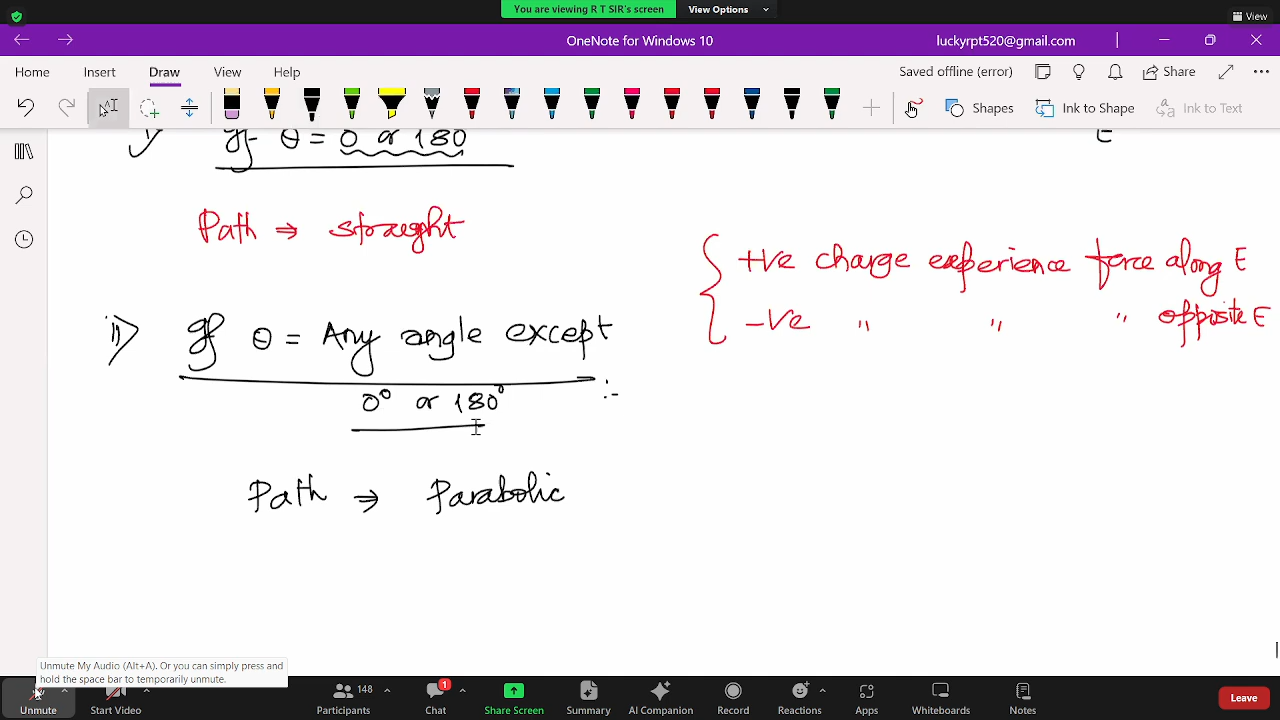 You are viewing R T SIR's screen View Options
View
OneNote for Windows 10 luckyrpt520@gmail.com
Home Insert Draw View Help Saved offline (error) Share
Shapes Ink to Shape Ink to Text
i) If θ = 0 or 180 E
Path ⇒ straight
+ve charge experience force along E
-ve " " " opposite E
ii) If θ = Any angle except
0° or 180° :-
Path ⇒ Parabolic
Unmute My Audio (Alt+A). Or you can simply press and
hold the space bar to temporarily unmute.
148 1
Unmute Start Video Participants Chat Share Screen Summary AI Companion Record Reactions Apps Whiteboards Notes Leave